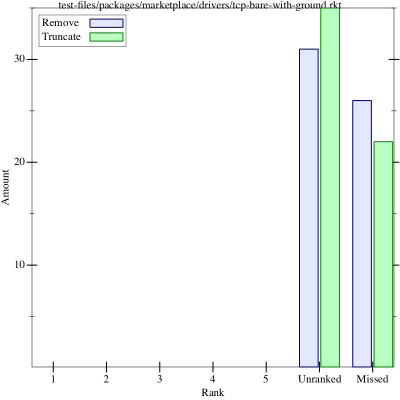 test-files/packages/marketplace/drivers/tcp-bare-with-ground.rkt
Remove
Truncate
30
20
10
Amount
1 2 3 4 5 Unranked Missed
Rank